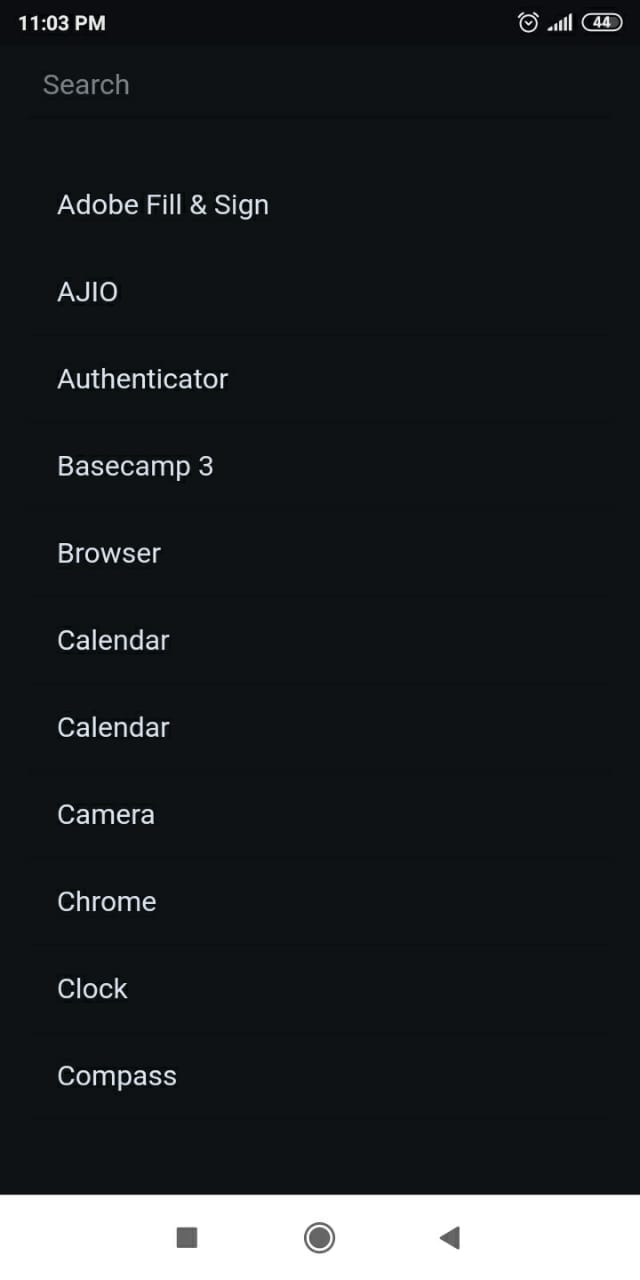 11:03 PM 44
Search
Adobe Fill & Sign
AJIO
Authenticator
Basecamp 3
Browser
Calendar
Calendar
Camera
Chrome
Clock
Compass